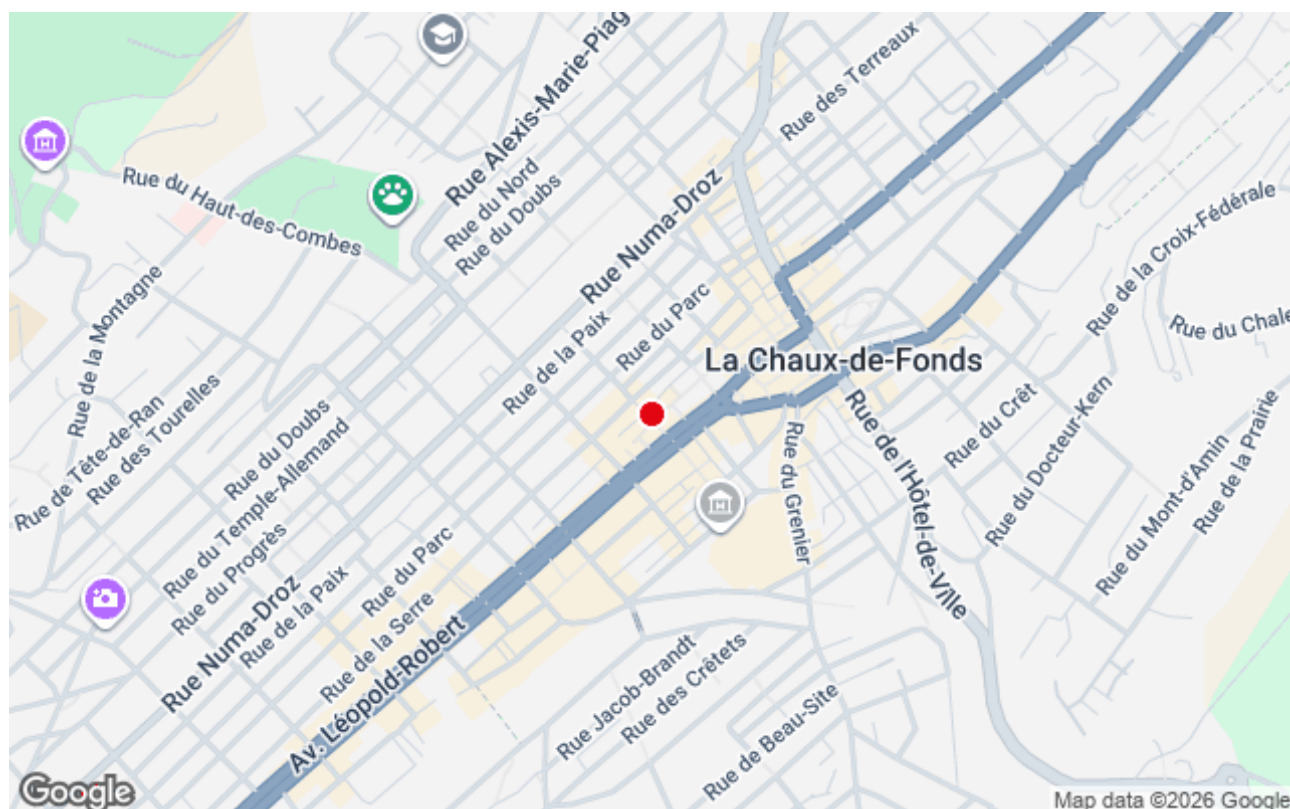 Rue Alexis-Marie-Piag
Rue des Terreaux
Rue du Haut-des-Combes
Rue du Nord
Rue du Doubs
Rue Numa-Droz
Rue de la Croix-Fédérale
Rue de la Montagne
Rue du Parc
Rue de la Paix
Rue du Chale
La Chaux-de-Fonds
Rue de Tête-de-Ran
Rue des Tourelles
Rue du Doubs
Rue du Temple-Allemand
Rue du Progrès
Rue Numa-Droz
Rue de la Paix
Rue du Parc
Rue de la Serre
Av. Léopold-Robert
Rue du Grenier
Rue de l'Hôtel-de-Ville
Rue du Crêt
Rue du Docteur-Kern
Rue du Mont-d'Amin
Rue de la Prairie
Rue Jacob-Brandt
Rue des Crêtets
Rue de Beau-Site
Google
Map data ©2026 Google